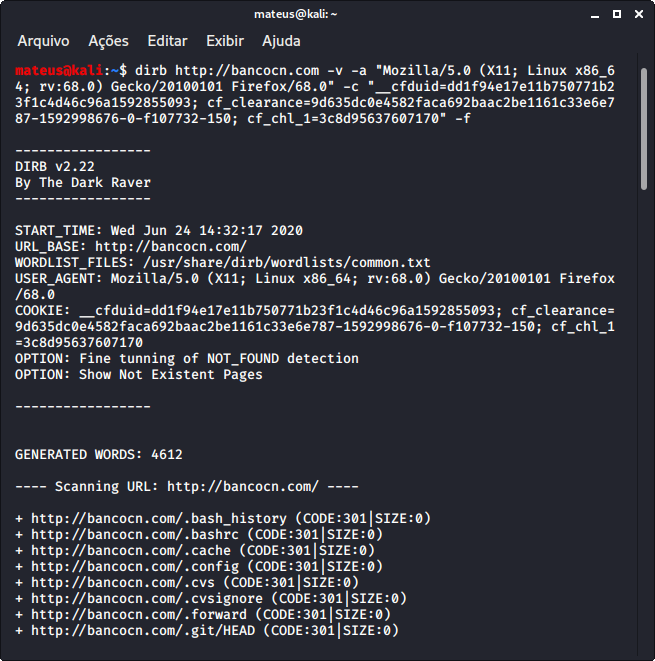 mateus@kali: ~
Arquivo Ações Editar Exibir Ajuda
mateus@kali:~$ dirb http://bancocn.com -v -a "Mozilla/5.0 (X11; Linux x86_6
4; rv:68.0) Gecko/20100101 Firefox/68.0" -c "__cfduid=dd1f94e17e11b750771b2
3f1c4d46c96a1592855093; cf_clearance=9d635dc0e4582faca692baac2be1161c33e6e7
87-1592998676-0-f107732-150; cf_chl_1=3c8d95637607170" -f
-----------------
DIRB v2.22
By The Dark Raver
-----------------
START_TIME: Wed Jun 24 14:32:17 2020
URL_BASE: http://bancocn.com/
WORDLIST_FILES: /usr/share/dirb/wordlists/common.txt
USER_AGENT: Mozilla/5.0 (X11; Linux x86_64; rv:68.0) Gecko/20100101 Firefox
/68.0
COOKIE: __cfduid=dd1f94e17e11b750771b23f1c4d46c96a1592855093; cf_clearance=
9d635dc0e4582faca692baac2be1161c33e6e787-1592998676-0-f107732-150; cf_chl_1
=3c8d95637607170
OPTION: Fine tunning of NOT_FOUND detection
OPTION: Show Not Existent Pages
-----------------
GENERATED WORDS: 4612
---- Scanning URL: http://bancocn.com/ ----
+ http://bancocn.com/.bash_history (CODE:301|SIZE:0)
+ http://bancocn.com/.bashrc (CODE:301|SIZE:0)
+ http://bancocn.com/.cache (CODE:301|SIZE:0)
+ http://bancocn.com/.config (CODE:301|SIZE:0)
+ http://bancocn.com/.cvs (CODE:301|SIZE:0)
+ http://bancocn.com/.cvsignore (CODE:301|SIZE:0)
+ http://bancocn.com/.forward (CODE:301|SIZE:0)
+ http://bancocn.com/.git/HEAD (CODE:301|SIZE:0)